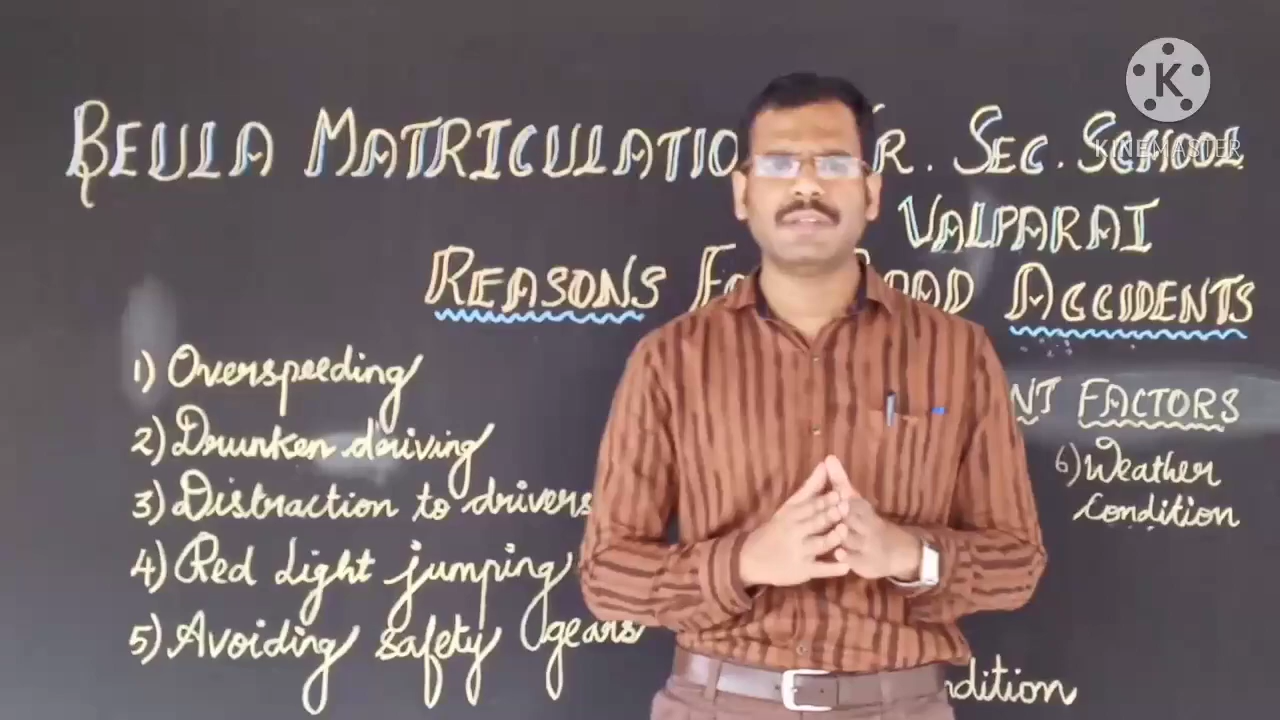 K
KINEMASTER
BEULA MATRICULATIO R. SEC. SCHOOL
VALPARAI
REASONS ACCIDENTS
1) Overspeeding
2) Drunken driving
3) Distraction to drivers
4) Red Light jumping
5) Avoiding safety gears
NT FACTORS
6) Weather
Condition
ndition